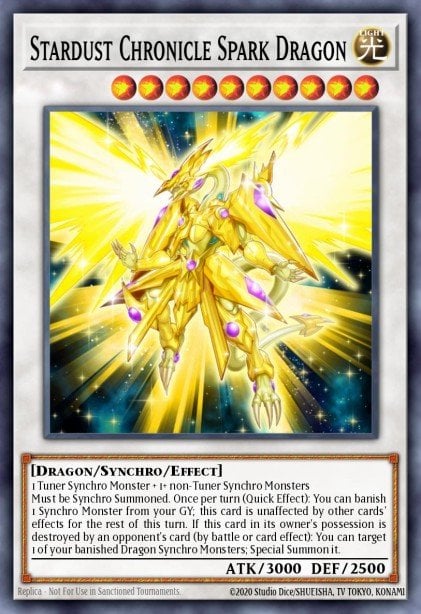 STARDUST CHRONICLE SPARK DRAGON
LIGHT
光
[DRAGON/SYNCHRO/EFFECT]
1 Tuner Synchro Monster + 1+ non-Tuner Synchro Monsters
Must be Synchro Summoned. Once per turn (Quick Effect): You can banish
1 Synchro Monster from your GY; this card is unaffected by other cards'
effects for the rest of this turn. If this card in its owner's possession is
destroyed by an opponent's card (by battle or card effect): You can target
1 of your banished Dragon Synchro Monsters; Special Summon it.
ATK/3000 DEF/2500
Replica - Not For Use in Sanctioned Tournaments.
©2020 Studio Dice/SHUEISHA, TV TOKYO, KONAMI